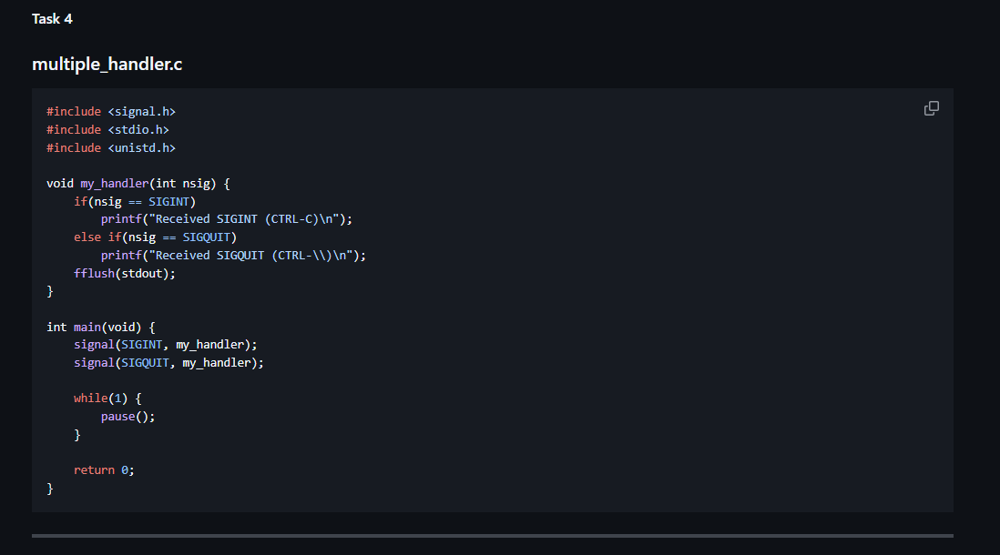 Task 4
multiple_handler.c
#include <signal.h>
#include <stdio.h>
#include <unistd.h>
void my_handler(int nsig) {
    if(nsig == SIGINT)
        printf("Received SIGINT (CTRL-C)\n");
    else if(nsig == SIGQUIT)
        printf("Received SIGQUIT (CTRL-\\)\n");
    fflush(stdout);
}
int main(void) {
    signal(SIGINT, my_handler);
    signal(SIGQUIT, my_handler);
    while(1) {
        pause();
    }
    return 0;
}